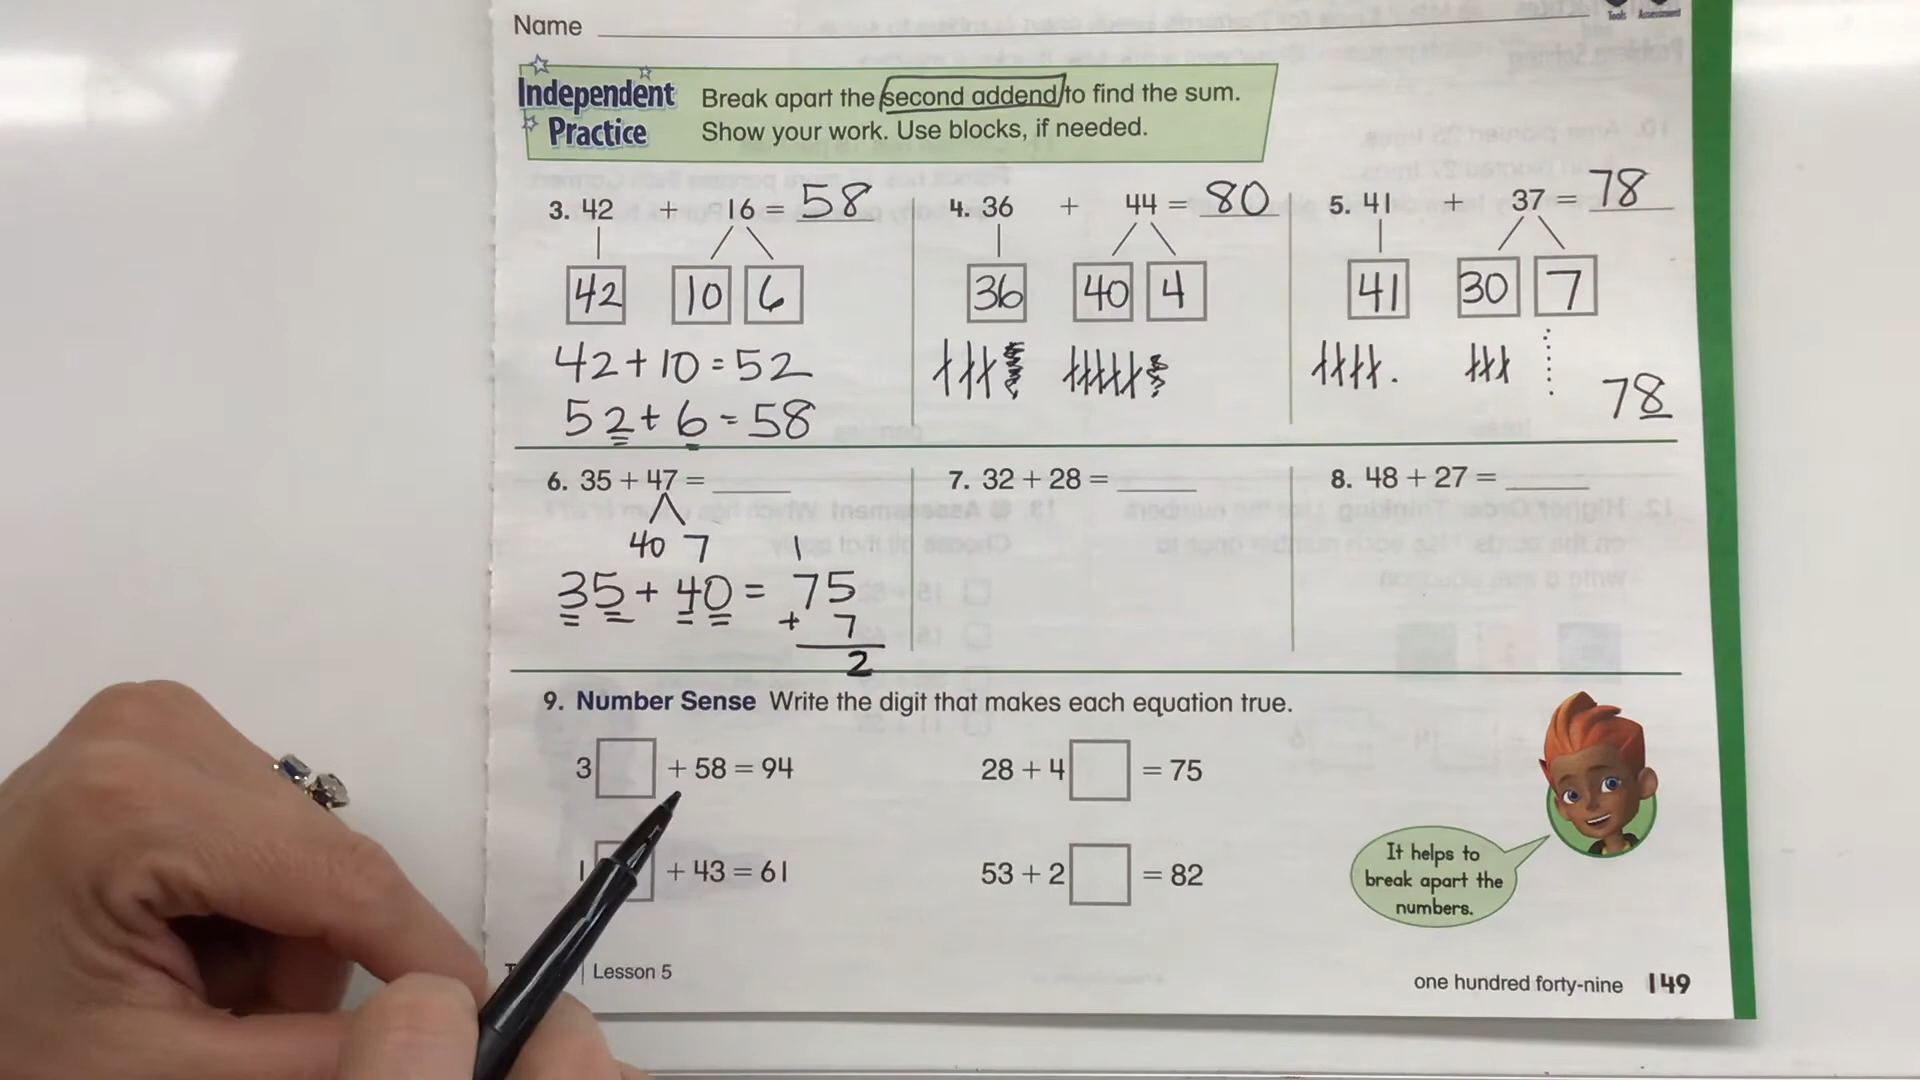 Name
Tools Assessment
Independent Practice
Break apart the second addend to find the sum.
Show your work. Use blocks, if needed.
3. 42 + 16 = 58
42 10 6
42+10=52
52+6=58
4. 36 + 44 = 80
36 40 4
5. 41 + 37 = 78
41 30 7
78
6. 35 + 47 =
40 7
1
35 + 40 = 75
+ 7
2
7. 32 + 28 =
8. 48 + 27 =
9. Number Sense Write the digit that makes each equation true.
3 + 58 = 94
28 + 4 = 75
1 + 43 = 61
53 + 2 = 82
It helps to
break apart the
numbers.
Lesson 5
one hundred forty-nine 149